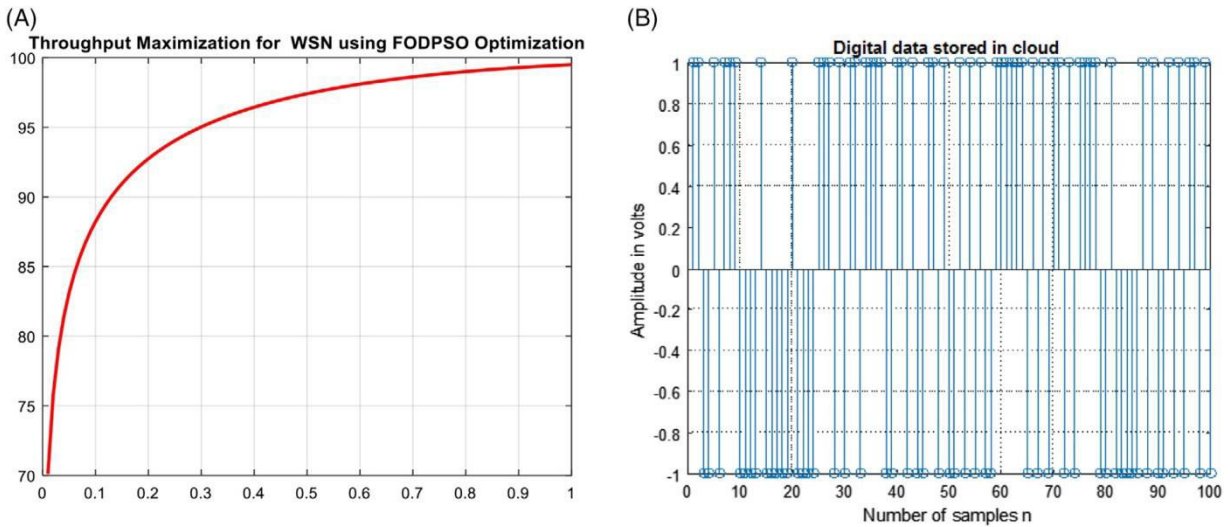 (A)
Throughput Maximization for WSN using FODPSO Optimization
100
95
90
85
80
75
70
0 0.1 0.2 0.3 0.4 0.5 0.6 0.7 0.8 0.9 1
(B)
Digital data stored in cloud
Amplitude in volts
1
0.8
0.6
0.4
0.2
0
-0.2
-0.4
-0.6
-0.8
-1
0 10 20 30 40 50 60 70 80 90 100
Number of samples n